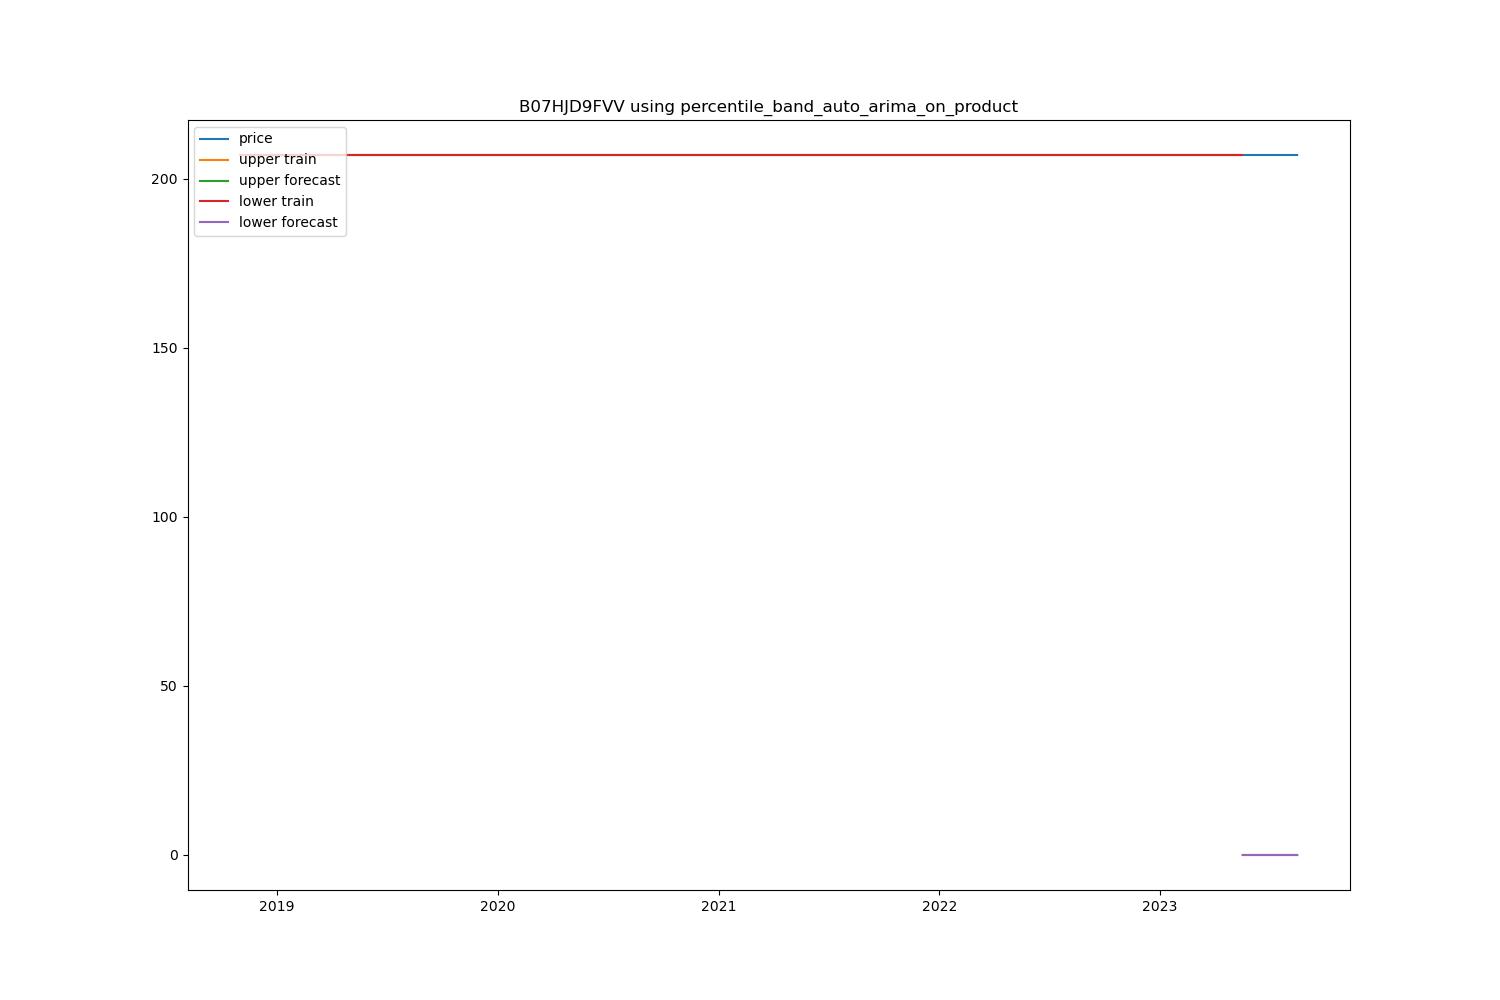 B07HJD9FVV using percentile_band_auto_arima_on_product
price
upper train
upper forecast
lower train
lower forecast
200
150
100
50
0
2019
2020
2021
2022
2023